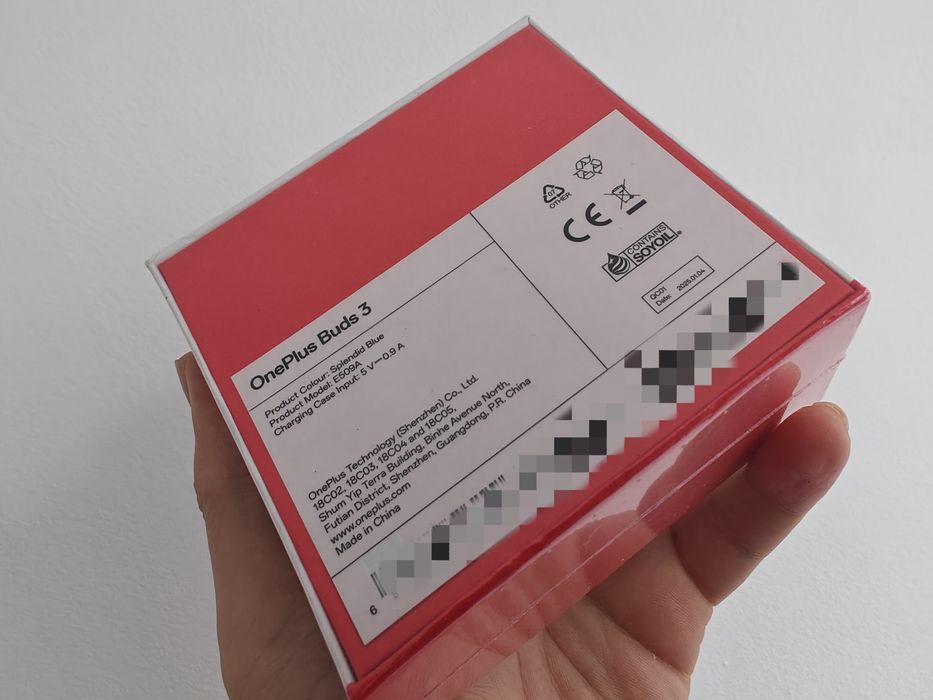 OnePlus Buds 3
Product Colour: Splendid Blue
Product Model: E509A
Charging Case Input: 5 V⎓0.9 A
OnePlus Technology (Shenzhen) Co., Ltd.
18C02, 18C03, 18C04 and 18C05,
Shum Yip Terra Building, Binhe Avenue North,
Futian District, Shenzhen, Guangdong, P.R. China
www.oneplus.com
Made in China
07
OTHER
CE
CONTAINS
SOYOIL
QC01
Date: 2025.01.04
6